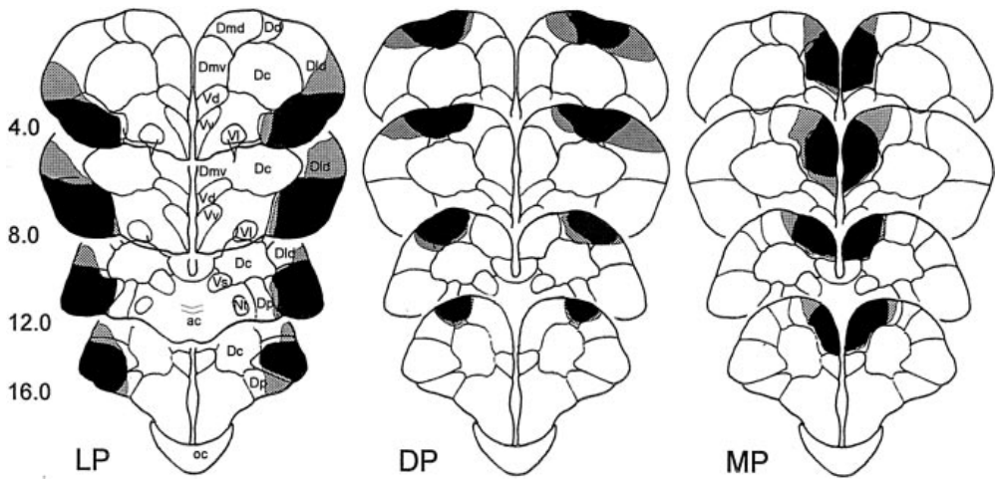 Dmd Dd
Dld
Dmv Dc
Vd
Vv Vl
4.0
Dmv Dc Dld
Vd
Vv
Vl
8.0
Dc Dld
Vs
Dp
Nt
ac
12.0
Dc
Dp
16.0
oc
LP DP MP